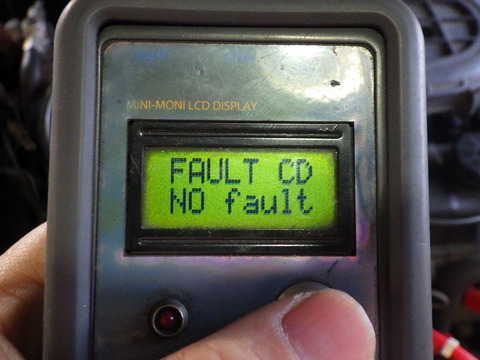 MINI-MONI LCD DISPLAY
FAULT CD
NO fault